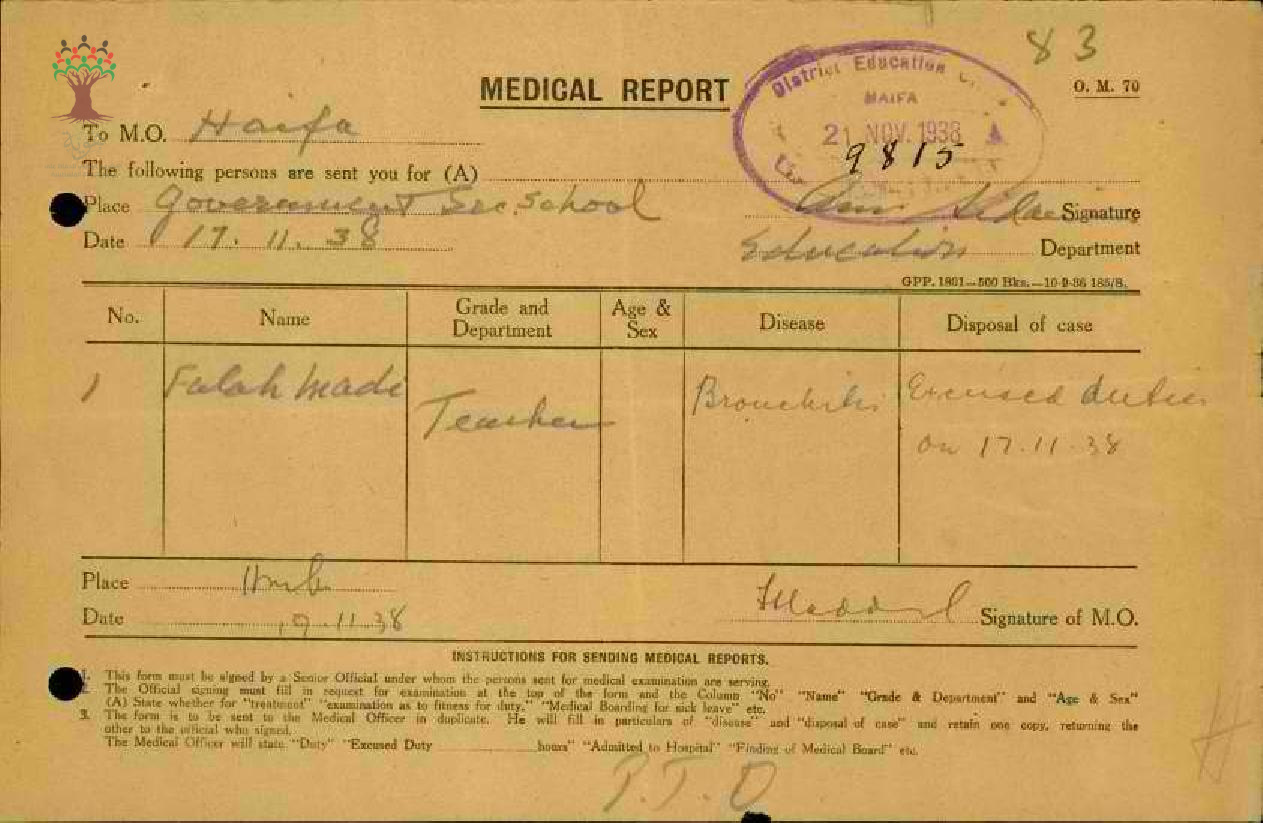 83
MEDICAL REPORT
O. M. 70
District Education
HAIFA
21 NOV. 1938
9815
To M.O. Haifa
The following persons are sent you for (A)
Place Government Sec. School
Signature
Date 17. 11. 38
Education Department
GPP. 1801—500 Bks.—10-9-36 185/S.
No. Name Grade and Department Age & Sex Disease Disposal of case
1 Falah Madi Teacher Bronchitis Excused duties
on 17.11.38
Place
Date 19.11.38
Signature of M.O.
INSTRUCTIONS FOR SENDING MEDICAL REPORTS.
1. This form must be signed by a Senior Official under whom the persons sent for medical examination are serving.
2. The Official signing must fill in request for examination at the top of the form and the Column "No" "Name" "Grade & Department" and "Age & Sex"
(A) State whether for "treatment" "examination as to fitness for duty," "Medical Boarding for sick leave" etc.
3. The form is to be sent to the Medical Officer in duplicate. He will fill in particulars of "disease" and "disposal of case" and retain one copy, returning the
other to the official who signed.
The Medical Officer will state "Duty" "Excused Duty hours" "Admitted to Hospital" "Finding of Medical Board" etc.
P.T.O